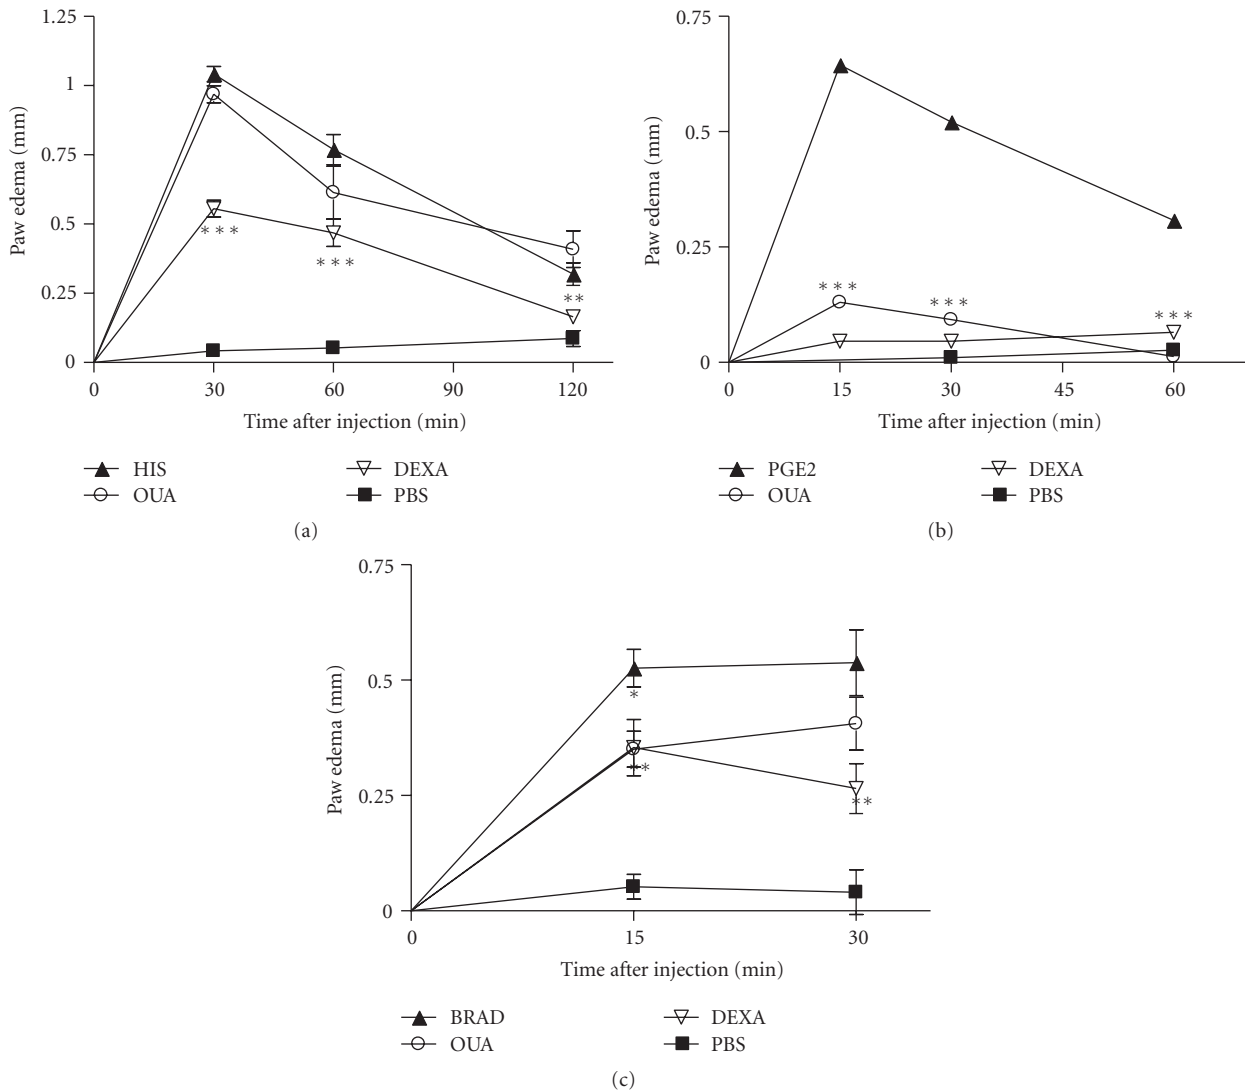 1.25
1
0.75
0.5
0.25
0
Paw edema (mm)
∗∗∗
∗∗∗
∗∗
0 30 60 90 120
Time after injection (min)
HIS DEXA
OUA PBS
(a)
0.75
0.5
0.25
0
Paw edema (mm)
∗∗∗
∗∗∗
∗∗∗
0 15 30 45 60
Time after injection (min)
PGE2 DEXA
OUA PBS
(b)
0.75
0.5
0.25
0
Paw edema (mm)
∗
∗∗
∗∗
0 15 30
Time after injection (min)
BRAD DEXA
OUA PBS
(c)